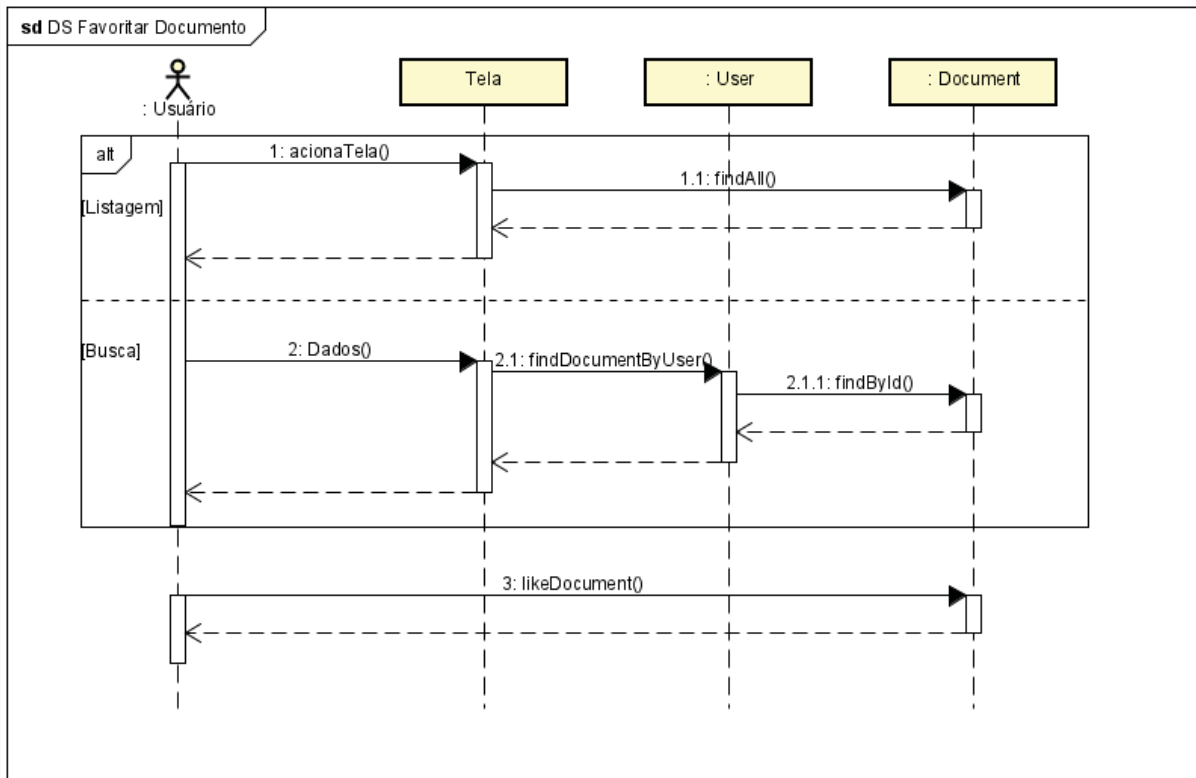 sd DS Favoritar Documento
: Usuário
Tela
: User
: Document
alt
1: acionaTela()
1.1: findAll()
[Listagem]
[Busca]
2: Dados()
2.1: findDocumentByUser()
2.1.1: findById()
3: likeDocument()